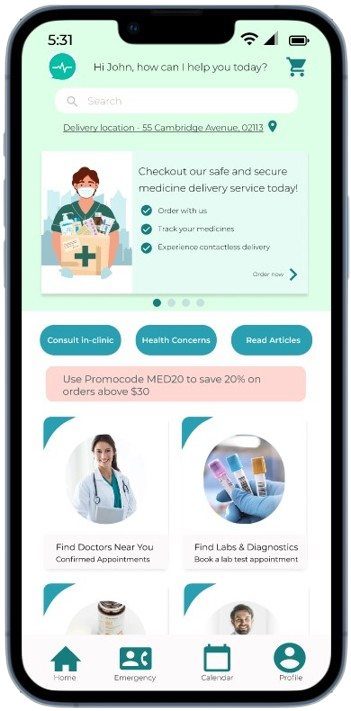 5:31
Hi John, how can I help you today?
Search
Delivery location - 55 Cambridge Avenue, 02113
Checkout our safe and secure
medicine delivery service today!
Order with us
Track your medicines
Experience contactless delivery
Order now
Consult in-clinic
Health Concerns
Read Articles
Use Promocode MED20 to save 20% on
orders above $30
Find Doctors Near You
Confirmed Appointments
Find Labs & Diagnostics
Book a lab test appointment
Home
Emergency
Calendar
Profile